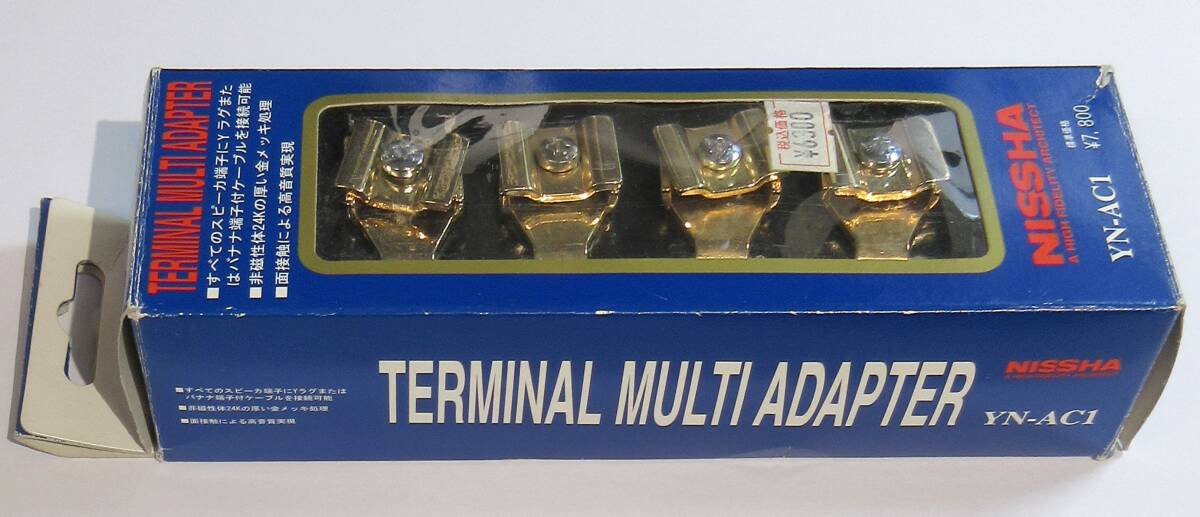 TERMINAL MULTI ADAPTER
■すべてのスピーカ端子にYラグまた
はバナナ端子付ケーブルを接続可能
■非磁性体24Kの厚い金メッキ処理
■面接触による高音質実現
税込価格
¥6300
NISSHA
A HIGH FIDELITY ARCHITECT
標準価格
¥7,800
YN-AC1
■すべてのスピーカ端子にYラグまたは
バナナ端子付ケーブルを接続可能
■非磁性体24Kの厚い金メッキ処理
■面接触による高音質実現
TERMINAL MULTI ADAPTER
NISSHA
A HIGH FIDELITY ARCHITECT
YN-AC1